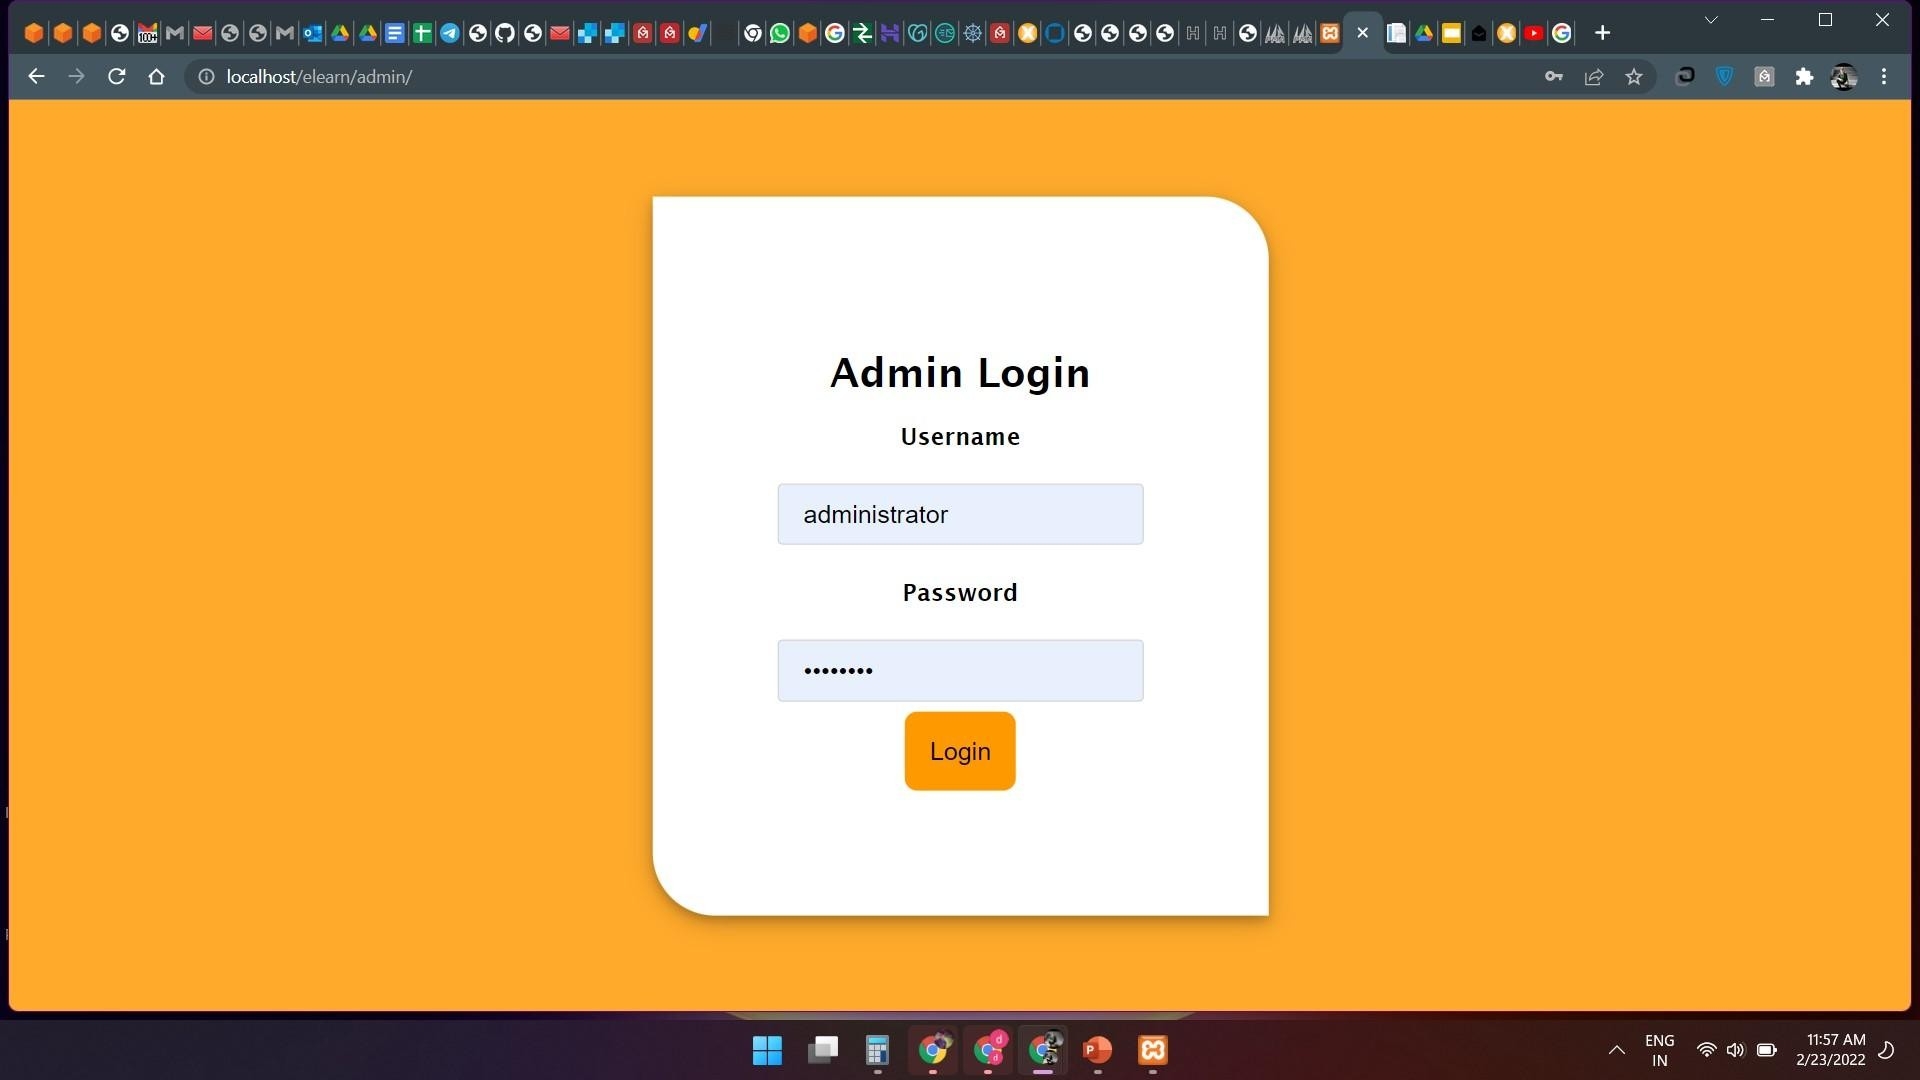 localhost/elearn/admin/
Admin Login
Username
administrator
Password
••••••••
Login
ENG
IN
11:57 AM
2/23/2022